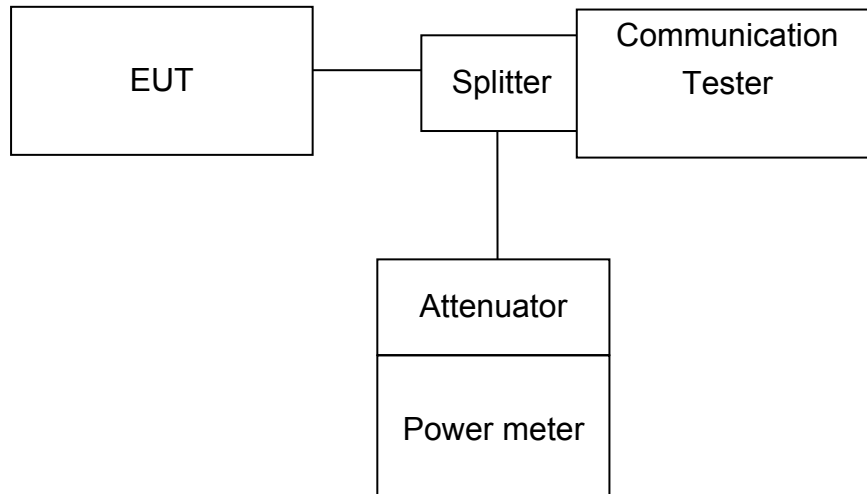 EUT
Splitter
Communication
Tester
Attenuator
Power meter